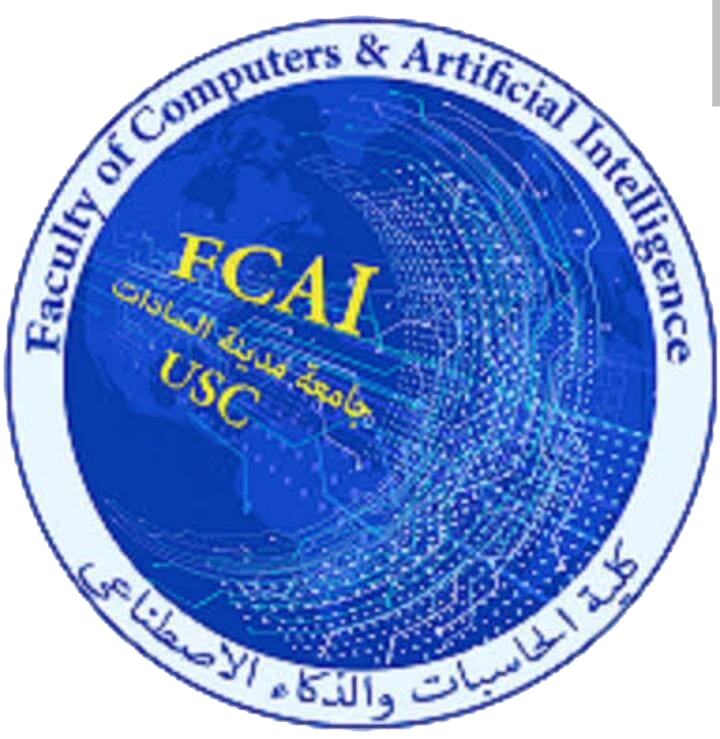 Faculty of Computers & Artificial Intelligence
FCAI
جامعة مدينة السادات
USC
كلية الحاسبات والذكاء الاصطناعي